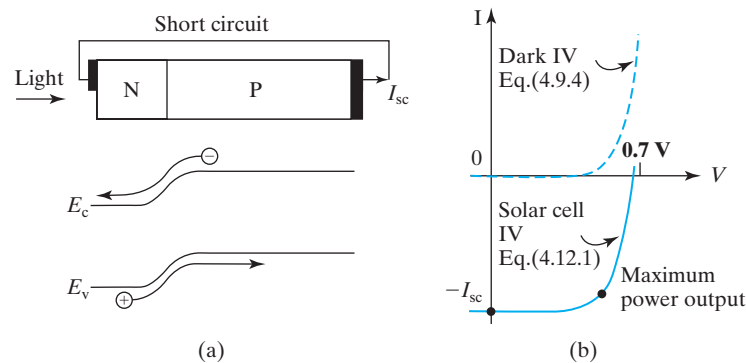 Short circuit
Light
N
P
I_sc
−
E_c
E_v
+
(a)
I
Dark IV
Eq.(4.9.4)
0
0.7 V
V
Solar cell
IV
Eq.(4.12.1)
−I_sc
Maximum
power output
(b)